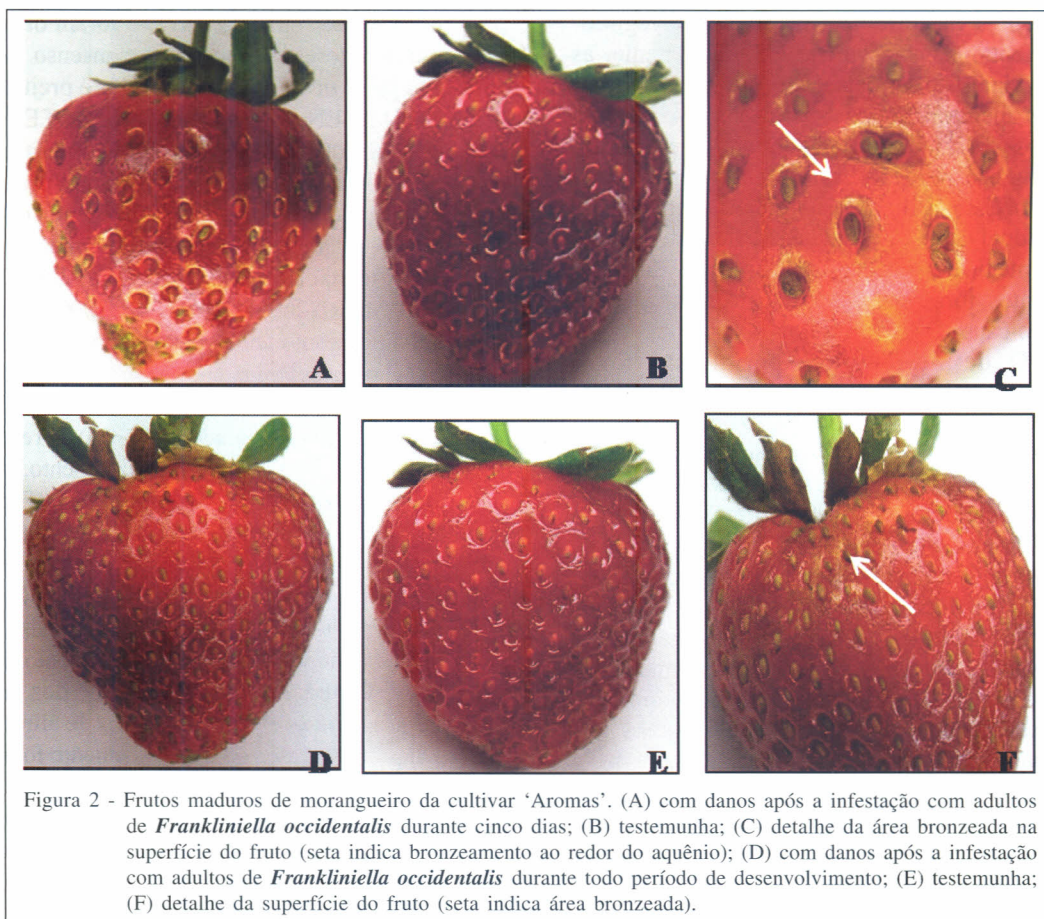 A
B
C
D
E
F
Figura 2 - Frutos maduros de morangueiro da cultivar ‘Aromas’. (A) com danos após a infestação com adultos
de Frankliniella occidentalis durante cinco dias; (B) testemunha; (C) detalhe da área bronzeada na
superfície do fruto (seta indica bronzeamento ao redor do aquênio); (D) com danos após a infestação
com adultos de Frankliniella occidentalis durante todo período de desenvolvimento; (E) testemunha;
(F) detalhe da superfície do fruto (seta indica área bronzeada).